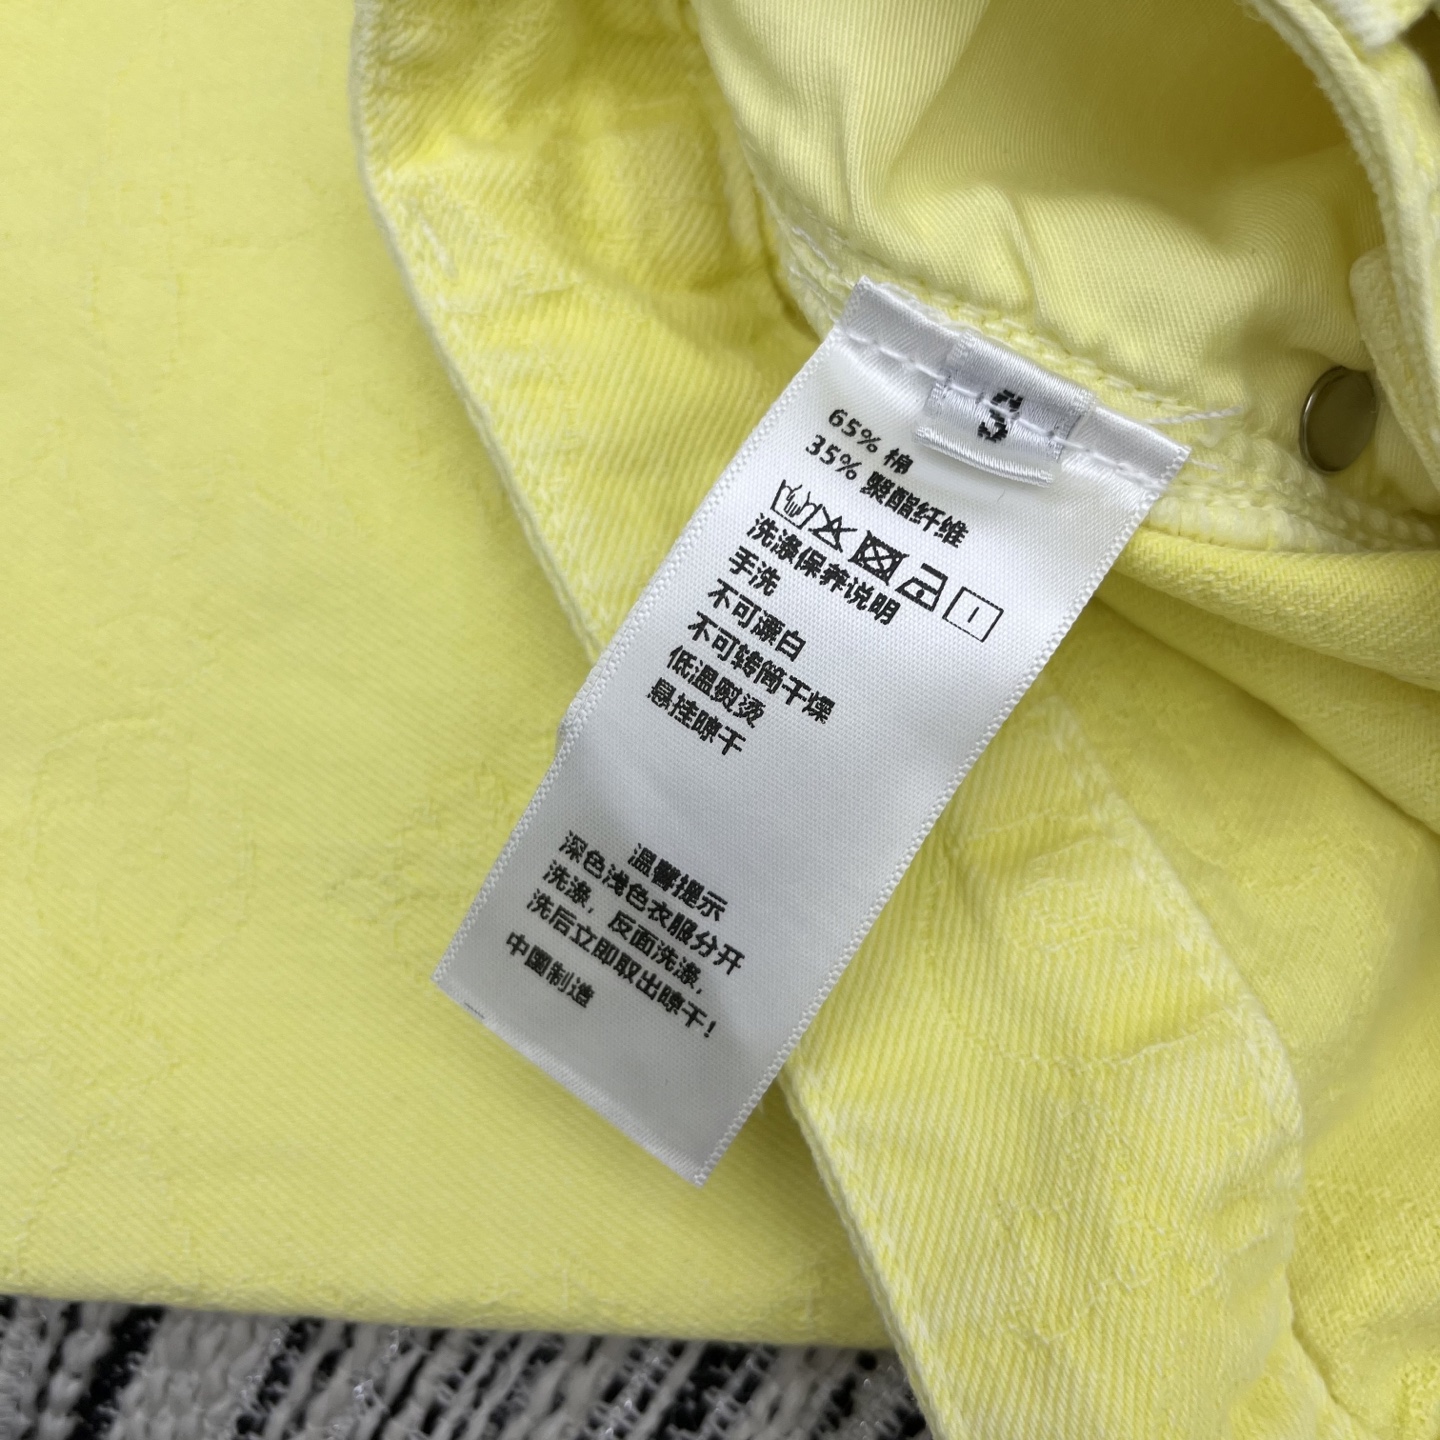 S
65% 棉
35% 聚酯纤维
洗涤保养说明
手洗
不可漂白
不可转筒干燥
低温熨烫
悬挂晾干
温馨提示
深色浅色衣服分开
洗涤，反面洗涤，
洗后立即取出晾干！
中国制造